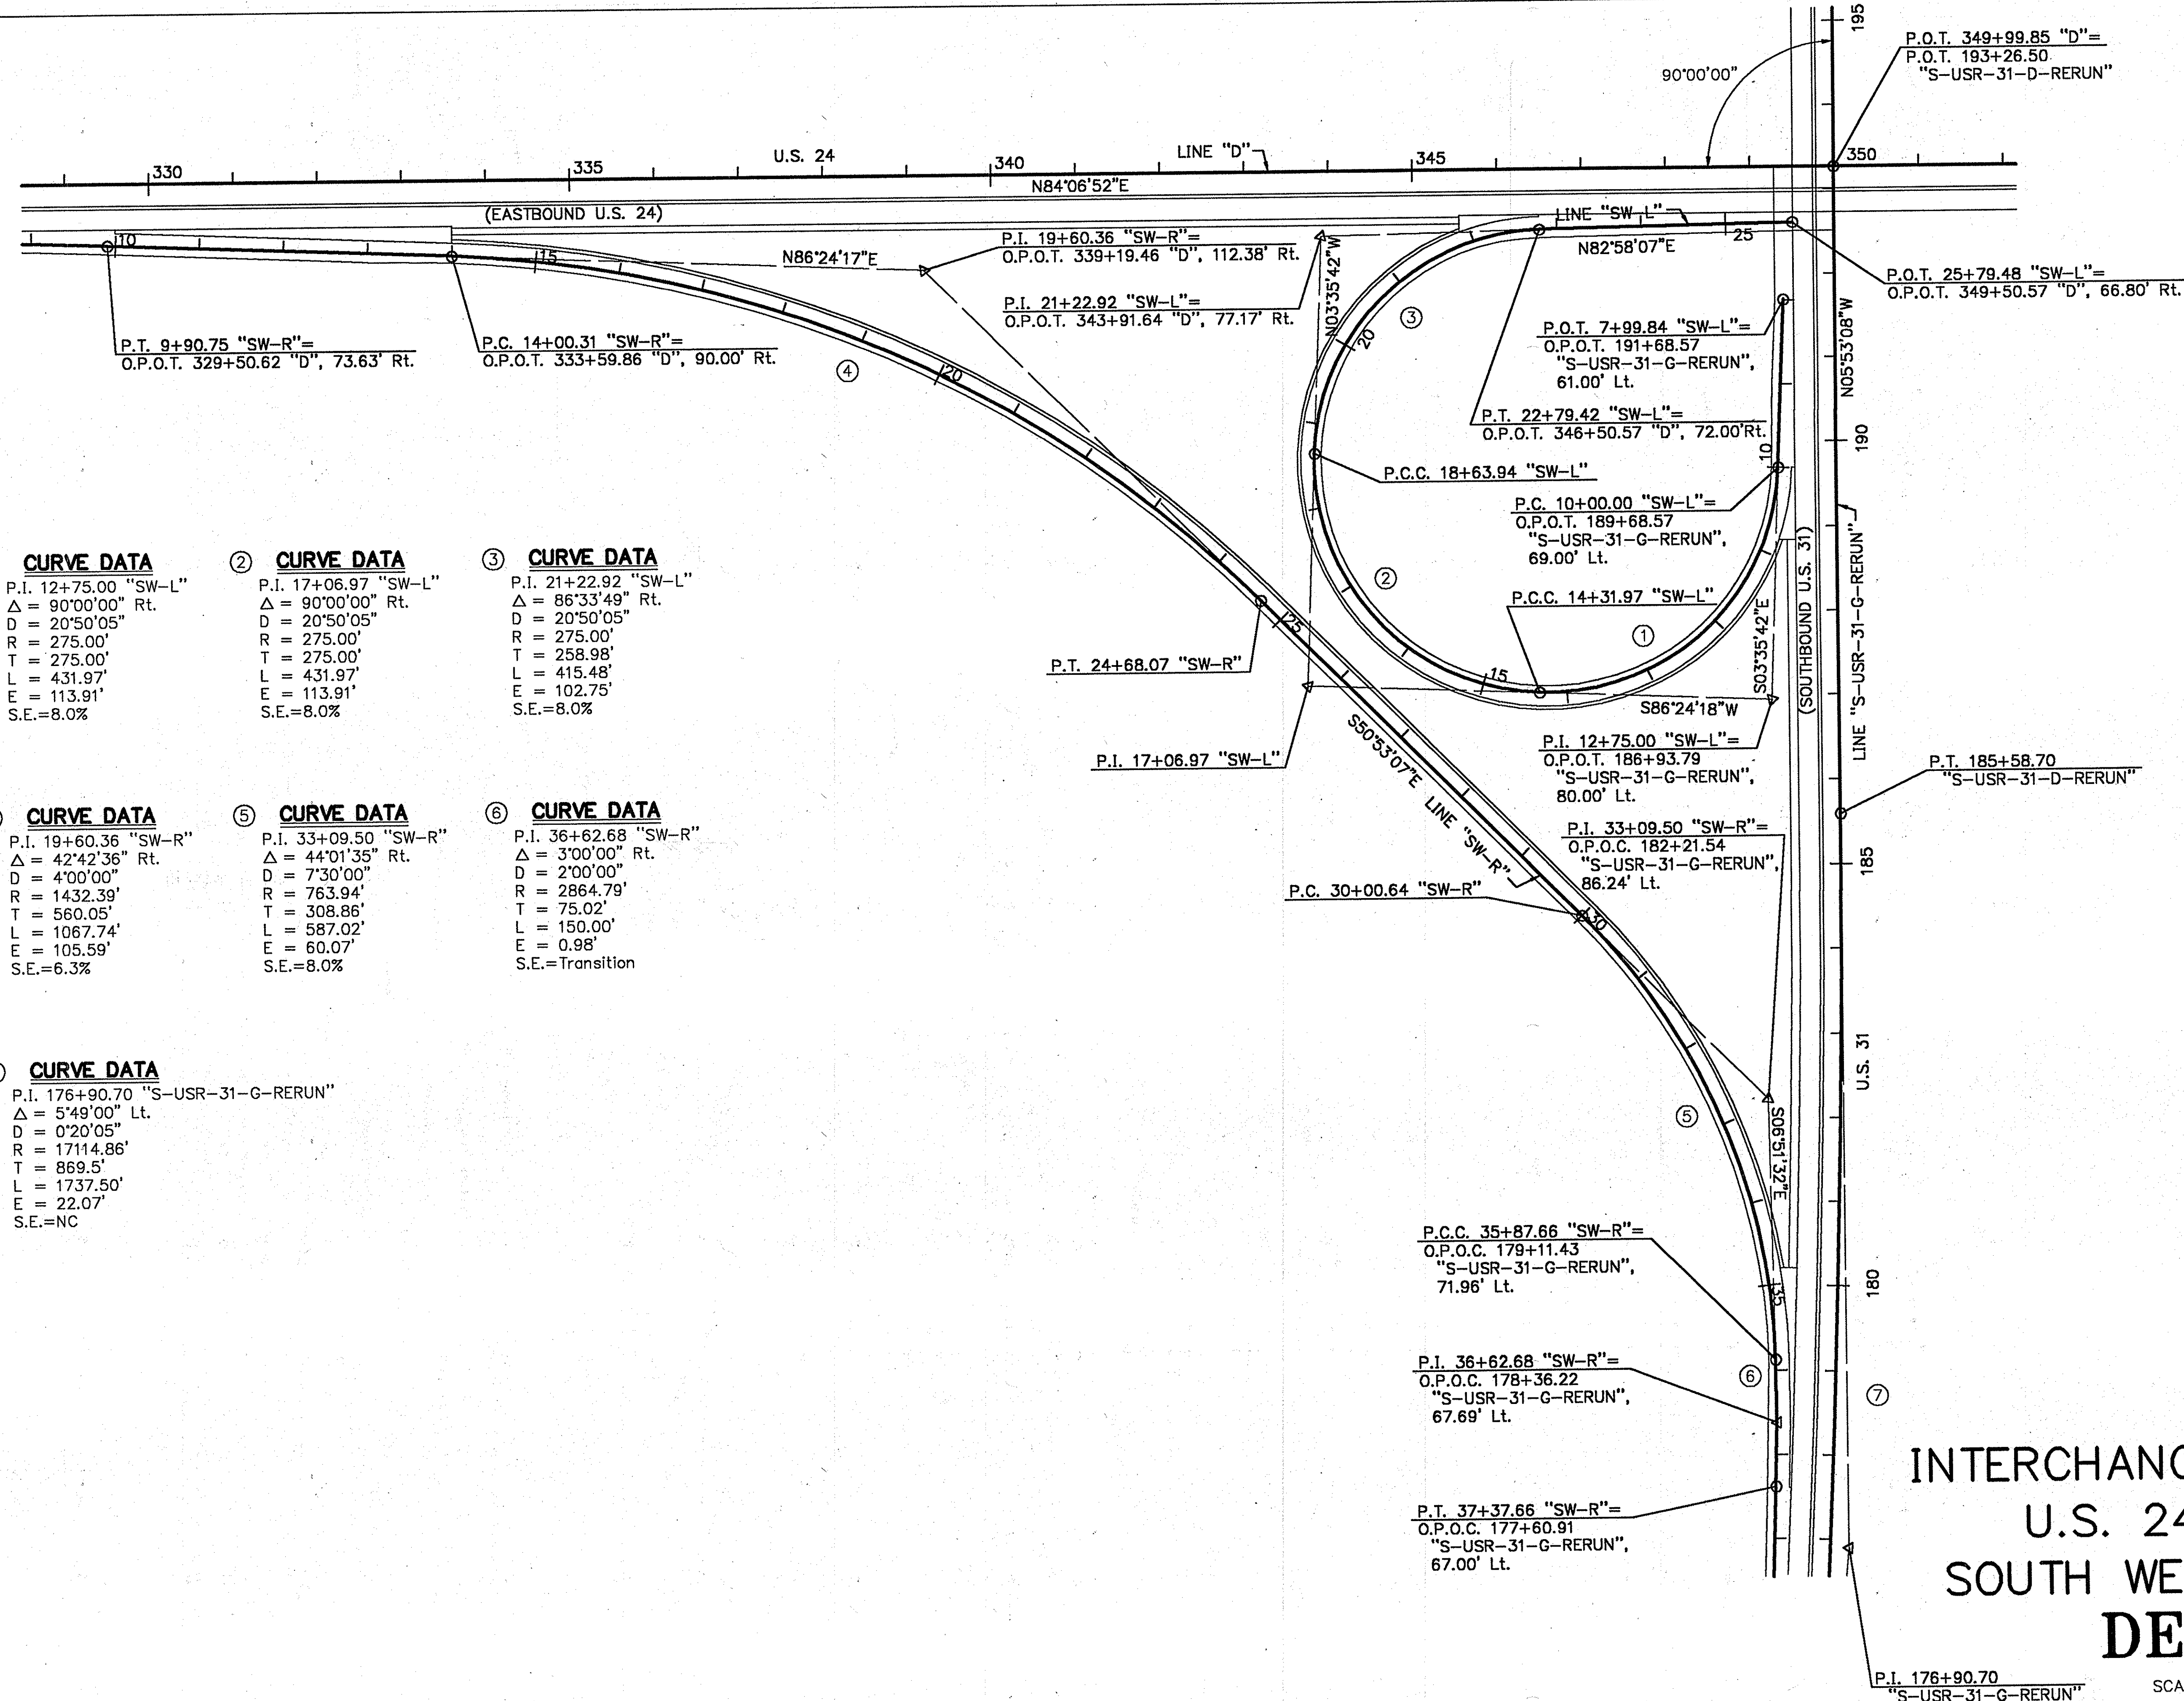 195
P.O.T. 349+99.85 "D"=
P.O.T. 193+26.50
"S-USR-31-D-RERUN"
90°00'00"
U.S. 24
LINE "D"
330
335
340
345
350
N84°06'52"E
(EASTBOUND U.S. 24)
LINE "SW-L"
10
15
N86°24'17"E
P.I. 19+60.36 "SW-R"=
O.P.O.T. 339+19.46 "D", 112.38' Rt.
N82°58'07"E
25
P.O.T. 25+79.48 "SW-L"=
O.P.O.T. 349+50.57 "D", 66.80' Rt.
P.I. 21+22.92 "SW-L"=
O.P.O.T. 343+91.64 "D", 77.17' Rt.
N03°35'42"W
③
20
P.T. 9+90.75 "SW-R"=
O.P.O.T. 329+50.62 "D", 73.63' Rt.
P.C. 14+00.31 "SW-R"=
O.P.O.T. 333+59.86 "D", 90.00' Rt.
④
20
P.O.T. 7+99.84 "SW-L"=
O.P.O.T. 191+68.57
"S-USR-31-G-RERUN",
61.00' Lt.
N05°53'08"W
P.T. 22+79.42 "SW-L"=
O.P.O.T. 346+50.57 "D", 72.00'Rt.
190
10
P.C.C. 18+63.94 "SW-L"
P.C. 10+00.00 "SW-L"=
O.P.O.T. 189+68.57
"S-USR-31-G-RERUN",
69.00' Lt.
(SOUTHBOUND U.S. 31)
LINE "S-USR-31-G-RERUN"
②
P.C.C. 14+31.97 "SW-L"
①
S03°35'42"E
15
S86°24'18"W
CURVE DATA
P.I. 12+75.00 "SW-L"
Δ = 90°00'00" Rt.
D = 20°50'05"
R = 275.00'
T = 275.00'
L = 431.97'
E = 113.91'
S.E.=8.0%
② CURVE DATA
P.I. 17+06.97 "SW-L"
Δ = 90°00'00" Rt.
D = 20°50'05"
R = 275.00'
T = 275.00'
L = 431.97'
E = 113.91'
S.E.=8.0%
③ CURVE DATA
P.I. 21+22.92 "SW-L"
Δ = 86°33'49" Rt.
D = 20°50'05"
R = 275.00'
T = 258.98'
L = 415.48'
E = 102.75'
S.E.=8.0%
25
P.T. 24+68.07 "SW-R"
P.I. 17+06.97 "SW-L"
S50°53'07"E LINE "SW-R"
P.I. 12+75.00 "SW-L"=
O.P.O.T. 186+93.79
"S-USR-31-G-RERUN",
80.00' Lt.
P.T. 185+58.70
"S-USR-31-D-RERUN"
185
P.I. 33+09.50 "SW-R"=
O.P.O.C. 182+21.54
"S-USR-31-G-RERUN",
86.24' Lt.
P.C. 30+00.64 "SW-R"
30
CURVE DATA
P.I. 19+60.36 "SW-R"
Δ = 42°42'36" Rt.
D = 4°00'00"
R = 1432.39'
T = 560.05'
L = 1067.74'
E = 105.59'
S.E.=6.3%
⑤ CURVE DATA
P.I. 33+09.50 "SW-R"
Δ = 44°01'35" Rt.
D = 7°30'00"
R = 763.94'
T = 308.86'
L = 587.02'
E = 60.07'
S.E.=8.0%
⑥ CURVE DATA
P.I. 36+62.68 "SW-R"
Δ = 3°00'00" Rt.
D = 2°00'00"
R = 2864.79'
T = 75.02'
L = 150.00'
E = 0.98'
S.E.=Transition
U.S. 31
⑤
S06°51'32"E
CURVE DATA
P.I. 176+90.70 "S-USR-31-G-RERUN"
Δ = 5°49'00" Lt.
D = 0°20'05"
R = 17114.86'
T = 869.5'
L = 1737.50'
E = 22.07'
S.E.=NC
P.C.C. 35+87.66 "SW-R"=
O.P.O.C. 179+11.43
"S-USR-31-G-RERUN",
71.96' Lt.
180
35
P.I. 36+62.68 "SW-R"=
O.P.O.C. 178+36.22
"S-USR-31-G-RERUN",
67.69' Lt.
⑥
⑦
P.T. 37+37.66 "SW-R"=
O.P.O.C. 177+60.91
"S-USR-31-G-RERUN",
67.00' Lt.
INTERCHANG
U.S. 24
SOUTH WE
DE
P.I. 176+90.70
"S-USR-31-G-RERUN"
SCA